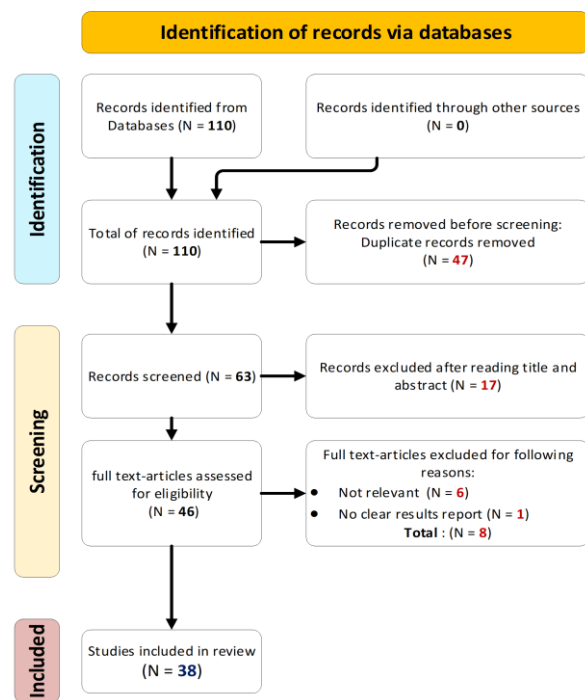 Identification of records via databases
Identification
Records identified from
Databases (N = 110)
Records identified through other sources
(N = 0)
Total of records identified
(N = 110)
Records removed before screening:
Duplicate records removed
(N = 47)
Screening
Records screened (N = 63)
Records excluded after reading title and
abstract (N = 17)
full text-articles assessed
for eligibility
(N = 46)
Full text-articles excluded for following
reasons:
• Not relevant (N = 6)
• No clear results report (N = 1)
Total : (N = 8)
Included
Studies included in review
(N = 38)